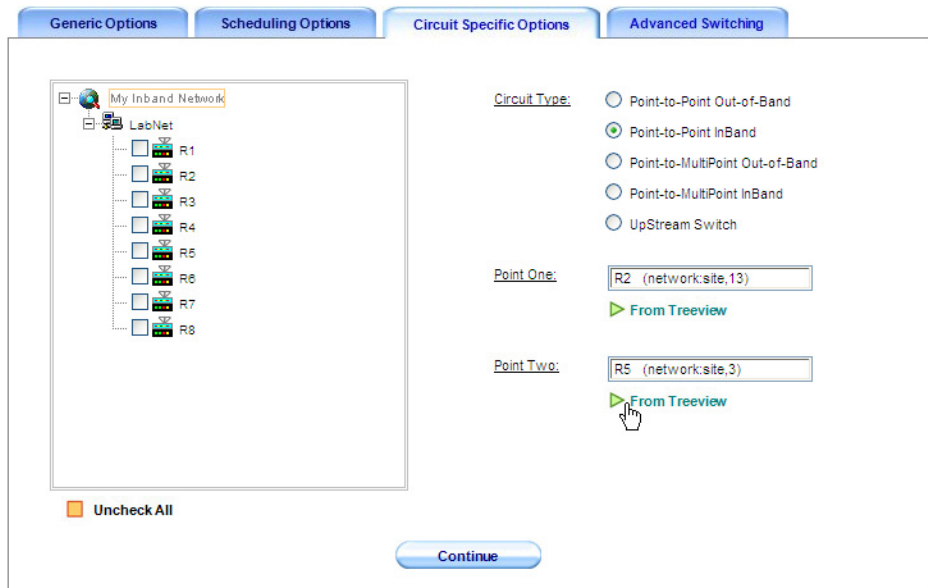 Generic Options
Scheduling Options
Circuit Specific Options
Advanced Switching
My Inband Network
LabNet
R1
R2
R3
R4
R5
R6
R7
R8
Uncheck All
Circuit Type:
Point-to-Point Out-of-Band
Point-to-Point InBand
Point-to-MultiPoint Out-of-Band
Point-to-MultiPoint InBand
UpStream Switch
Point One:
R2 (network:site,13)
From Treeview
Point Two:
R5 (network:site,3)
From Treeview
Continue